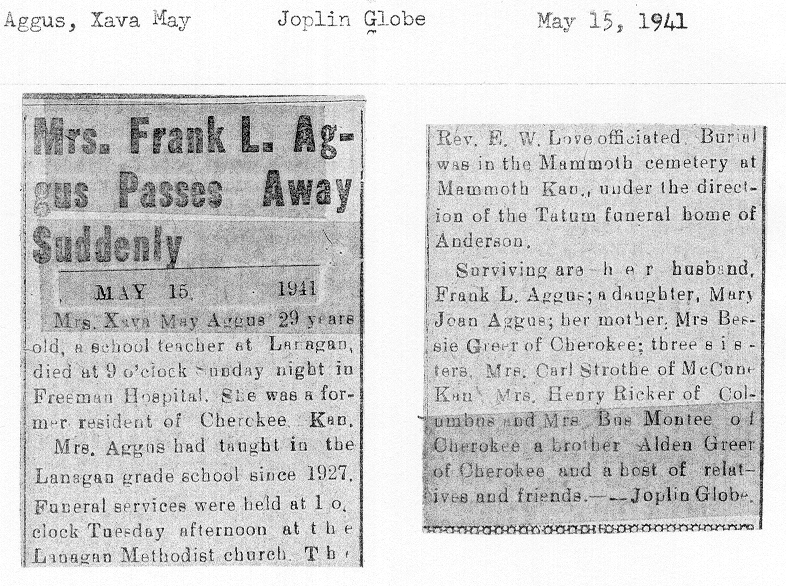 Aggus, Xava May Joplin Globe May 15, 1941
Mrs. Frank L. Ag-
gus Passes Away
Suddenly
MAY 15 1941
Mrs. Xava May Aggus 29 years
old, a school teacher at Lanagan,
died at 9 o'clock Sunday night in
Freeman Hospital. She was a for-
mer resident of Cherokee. Kan.
Mrs. Aggus had taught in the
Lanagan grade school since 1927.
Funeral services were held at 1 o,
clock Tuesday afternoon at the
Lanagan Methodist church. The
Rev. E. W. Love officiated. Burial
was in the Mammoth cemetery at
Mammoth Kan., under the direct-
ion of the Tatum funeral home of
Anderson.
Surviving are her husband,
Frank L. Aggus; a daughter, Mary
Joan Aggus; her mother, Mrs Bes-
sie Greer of Cherokee; three sis-
ters. Mrs. Carl Strothe of McCune
Kan Mrs. Henry Ricker of Col-
umbus and Mrs. Bus Montee of
Cherokee a brother Alden Greer
of Cherokee and a host of relat-
ives and friends.——Joplin Globe.